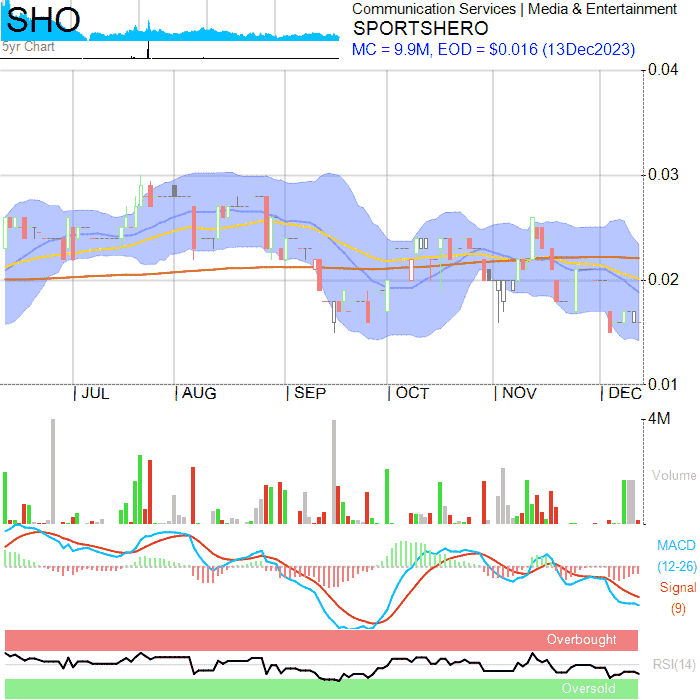 SHO
5yr Chart
Communication Services | Media & Entertainment
SPORTSHERO
MC = 9.9M, EOD = $0.016 (13Dec2023)
0.04
0.03
0.02
0.01
| JUL | AUG | SEP | OCT | NOV | DEC
4M
Volume
MACD
(12-26)
Signal
(9)
Overbought
RSI(14)
Oversold